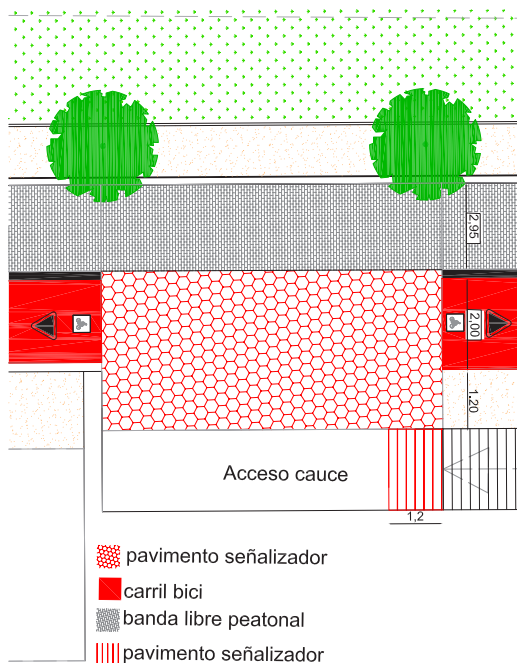 2.95
2,00
1.20
Acceso cauce
1,2
pavimento señalizador
carril bici
banda libre peatonal
pavimento señalizador